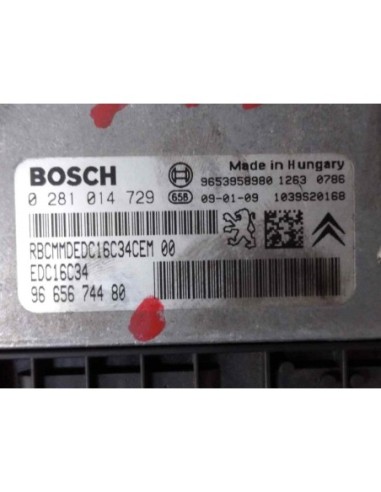 Made in Hungary
BOSCH 9653958980 1263 0786
0 281 014 729 658 09-01-09 1039S20168
RBCMMDEDC16C34CEM 00
EDC16C34
96 656 744 80